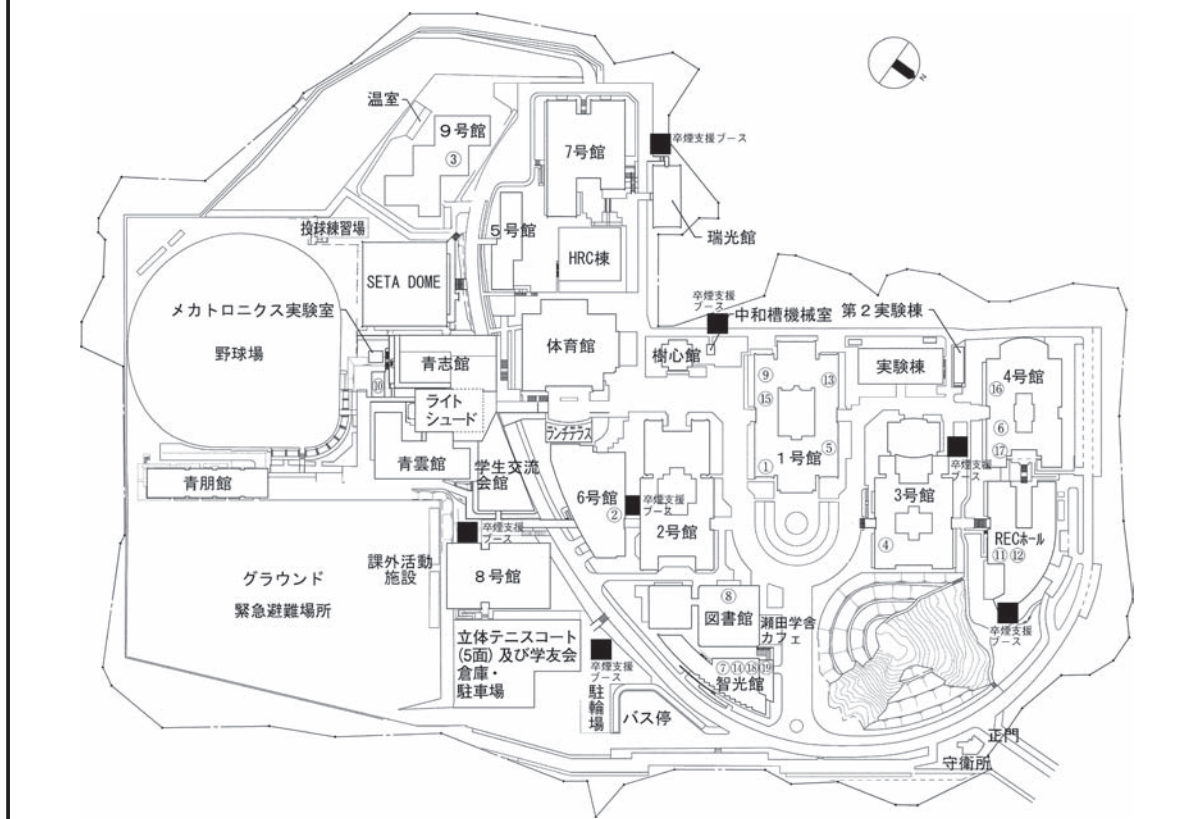 N
温室
9号館
③
7号館
卒煙支援ブース
5号館
投球練習場
瑞光館
HRC棟
SETA DOME
卒煙支援
ブース
メカトロニクス実験室
中和槽機械室
第2実験棟
野球場
体育館
樹心館
実験棟
4号館
青志館
⑨
⑬
⑯
⑩
⑮
ライト
シュード
⑥
ランチテラス
青雲館
学生交流
会館
①
1号館
⑤
⑰
卒煙支援
ブース
青朋館
6号館
②
卒煙支援
ブース
3号館
2号館
卒煙支援
ブース
RECホール
⑪
⑫
④
課外活動
施設
8号館
グラウンド
緊急避難場所
⑧
図書館
瀬田学舎
カフェ
卒煙支援
ブース
立体テニスコート
(5面)及び学友会
倉庫・
駐車場
卒煙支援
ブース
⑦⑭⑱⑲
智光館
駐輪場
バス停
正門
守衛所